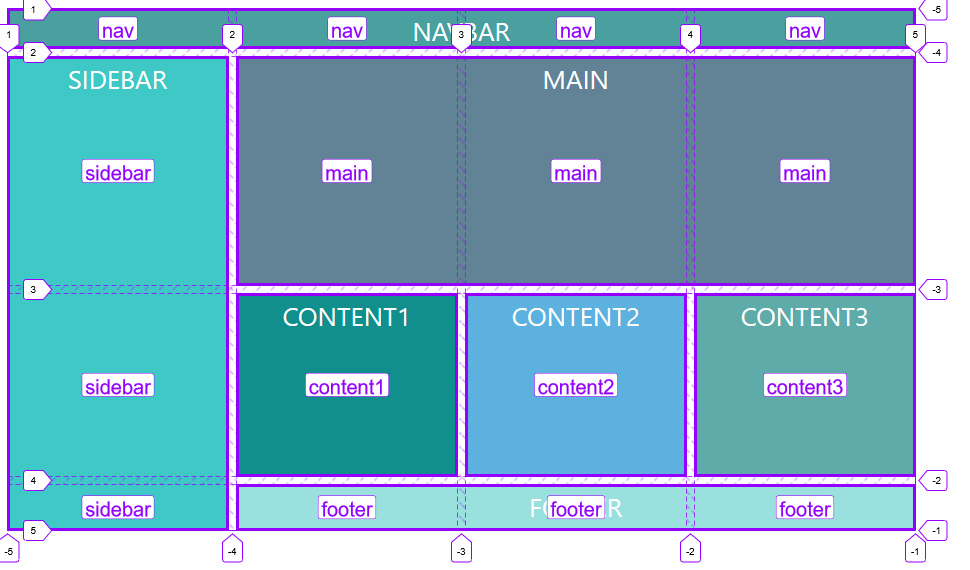 1 -5
nav nav NAVBAR nav nav
1 2 3 4 5
2 -4
SIDEBAR MAIN
sidebar main main main
3 -3
CONTENT1 CONTENT2 CONTENT3
sidebar content1 content2 content3
4 -2
sidebar footer footer footer
5 -1
-5 -4 -3 -2 -1